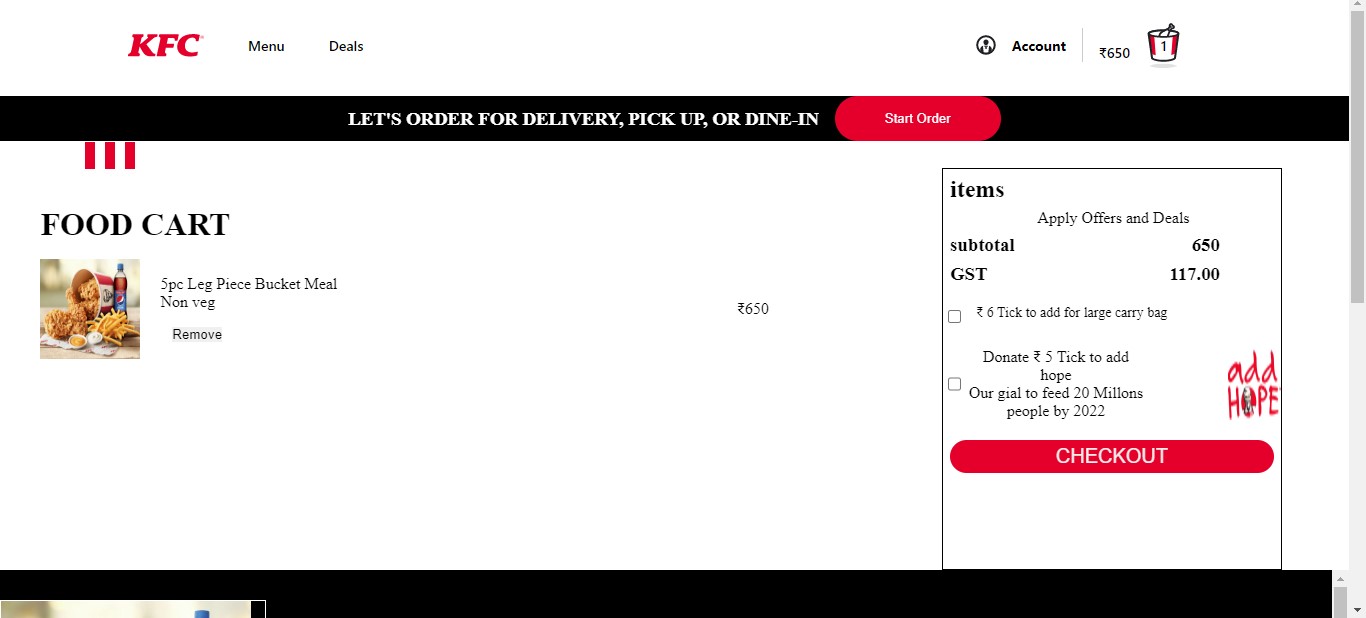 KFC
Menu
Deals
Account
₹650
1
LET'S ORDER FOR DELIVERY, PICK UP, OR DINE-IN
Start Order
FOOD CART
5pc Leg Piece Bucket Meal
Non veg
₹650
Remove
items
Apply Offers and Deals
subtotal 650
GST 117.00
₹ 6 Tick to add for large carry bag
Donate ₹ 5 Tick to add
hope
Our gial to feed 20 Millons
people by 2022
add
HOPE
CHECKOUT